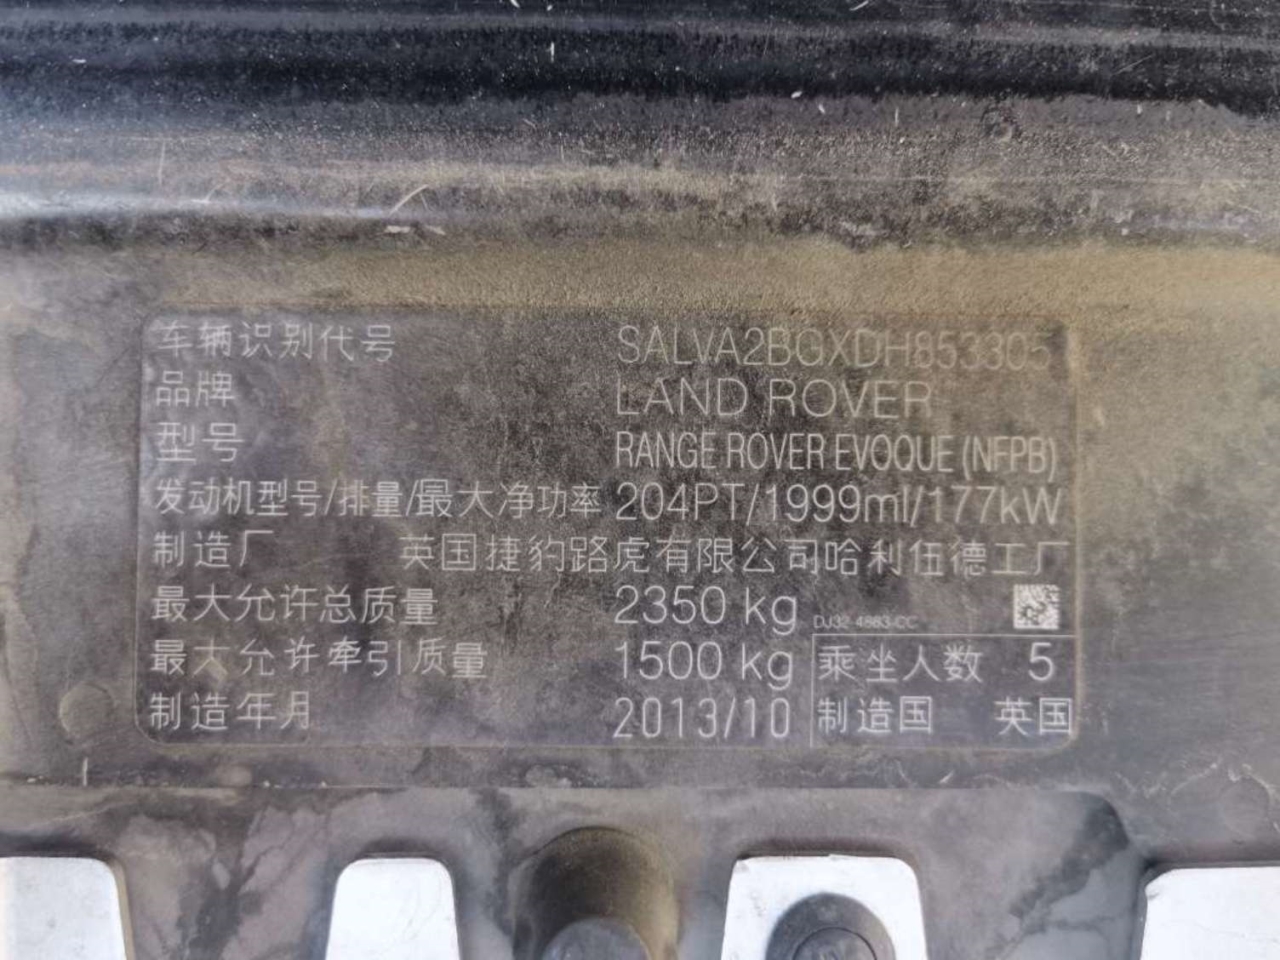 车辆识别代号 SALVA2BGXDH853305
品牌 LAND ROVER
型号 RANGE ROVER EVOQUE (NFPB)
发动机型号/排量/最大净功率 204PT/1999ml/177kW
制造厂 英国捷豹路虎有限公司哈利伍德工厂
最大允许总质量 2350 kg DJ32 4883 CC
最大允许牵引质量 1500 kg 乘坐人数 5
制造年月 2013/10 制造国 英国